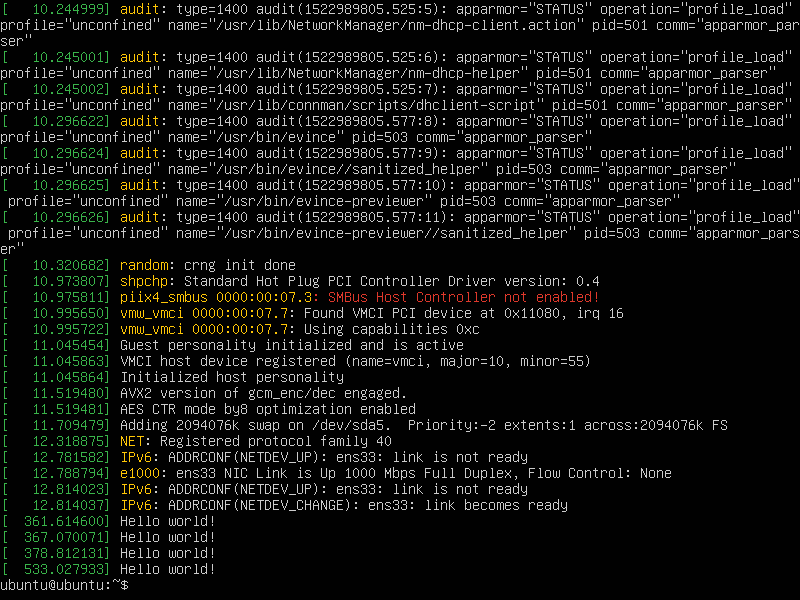 [   10.244999] audit: type=1400 audit(1522989805.525:5): apparmor="STATUS" operation="profile_load"
profile="unconfined" name="/usr/lib/NetworkManager/nm-dhcp-client.action" pid=501 comm="apparmor_par
ser"
[   10.245001] audit: type=1400 audit(1522989805.525:6): apparmor="STATUS" operation="profile_load"
profile="unconfined" name="/usr/lib/NetworkManager/nm-dhcp-helper" pid=501 comm="apparmor_parser"
[   10.245002] audit: type=1400 audit(1522989805.525:7): apparmor="STATUS" operation="profile_load"
profile="unconfined" name="/usr/lib/connman/scripts/dhclient-script" pid=501 comm="apparmor_parser"
[   10.296622] audit: type=1400 audit(1522989805.577:8): apparmor="STATUS" operation="profile_load"
profile="unconfined" name="/usr/bin/evince" pid=503 comm="apparmor_parser"
[   10.296624] audit: type=1400 audit(1522989805.577:9): apparmor="STATUS" operation="profile_load"
profile="unconfined" name="/usr/bin/evince//sanitized_helper" pid=503 comm="apparmor_parser"
[   10.296625] audit: type=1400 audit(1522989805.577:10): apparmor="STATUS" operation="profile_load"
 profile="unconfined" name="/usr/bin/evince-previewer" pid=503 comm="apparmor_parser"
[   10.296626] audit: type=1400 audit(1522989805.577:11): apparmor="STATUS" operation="profile_load"
 profile="unconfined" name="/usr/bin/evince-previewer//sanitized_helper" pid=503 comm="apparmor_pars
er"
[   10.320682] random: crng init done
[   10.973807] shpchp: Standard Hot Plug PCI Controller Driver version: 0.4
[   10.975811] piix4_smbus 0000:00:07.3: SMBus Host Controller not enabled!
[   10.995650] vmw_vmci 0000:00:07.7: Found VMCI PCI device at 0x11080, irq 16
[   10.995722] vmw_vmci 0000:00:07.7: Using capabilities 0xc
[   11.045454] Guest personality initialized and is active
[   11.045863] VMCI host device registered (name=vmci, major=10, minor=55)
[   11.045864] Initialized host personality
[   11.519480] AVX2 version of gcm_enc/dec engaged.
[   11.519481] AES CTR mode by8 optimization enabled
[   11.709479] Adding 2094076k swap on /dev/sda5.  Priority:-2 extents:1 across:2094076k FS
[   12.318875] NET: Registered protocol family 40
[   12.781582] IPv6: ADDRCONF(NETDEV_UP): ens33: link is not ready
[   12.788794] e1000: ens33 NIC Link is Up 1000 Mbps Full Duplex, Flow Control: None
[   12.814023] IPv6: ADDRCONF(NETDEV_UP): ens33: link is not ready
[   12.814037] IPv6: ADDRCONF(NETDEV_CHANGE): ens33: link becomes ready
[  361.614600] Hello world!
[  367.070071] Hello world!
[  378.812131] Hello world!
[  533.027933] Hello world!
ubuntu@ubuntu:~$